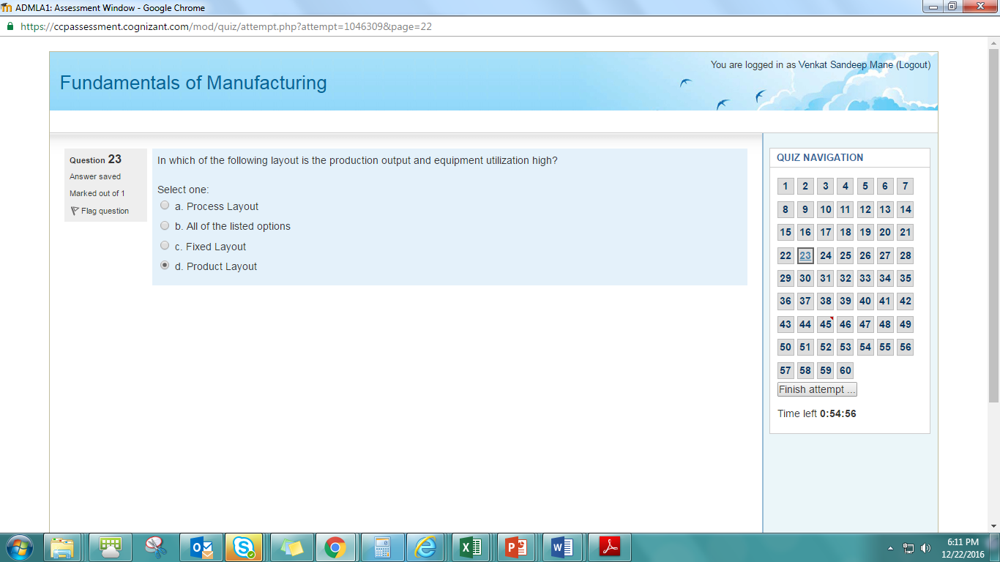 ADMLA1: Assessment Window - Google Chrome
https://ccpassessment.cognizant.com/mod/quiz/attempt.php?attempt=1046309&page=22
You are logged in as Venkat Sandeep Mane (Logout)
Fundamentals of Manufacturing
Question 23
Answer saved
Marked out of 1
Flag question
In which of the following layout is the production output and equipment utilization high?
Select one:
a. Process Layout
b. All of the listed options
c. Fixed Layout
d. Product Layout
QUIZ NAVIGATION
1 2 3 4 5 6 7
8 9 10 11 12 13 14
15 16 17 18 19 20 21
22 23 24 25 26 27 28
29 30 31 32 33 34 35
36 37 38 39 40 41 42
43 44 45 46 47 48 49
50 51 52 53 54 55 56
57 58 59 60
Finish attempt ...
Time left 0:54:56
6:11 PM
12/22/2016